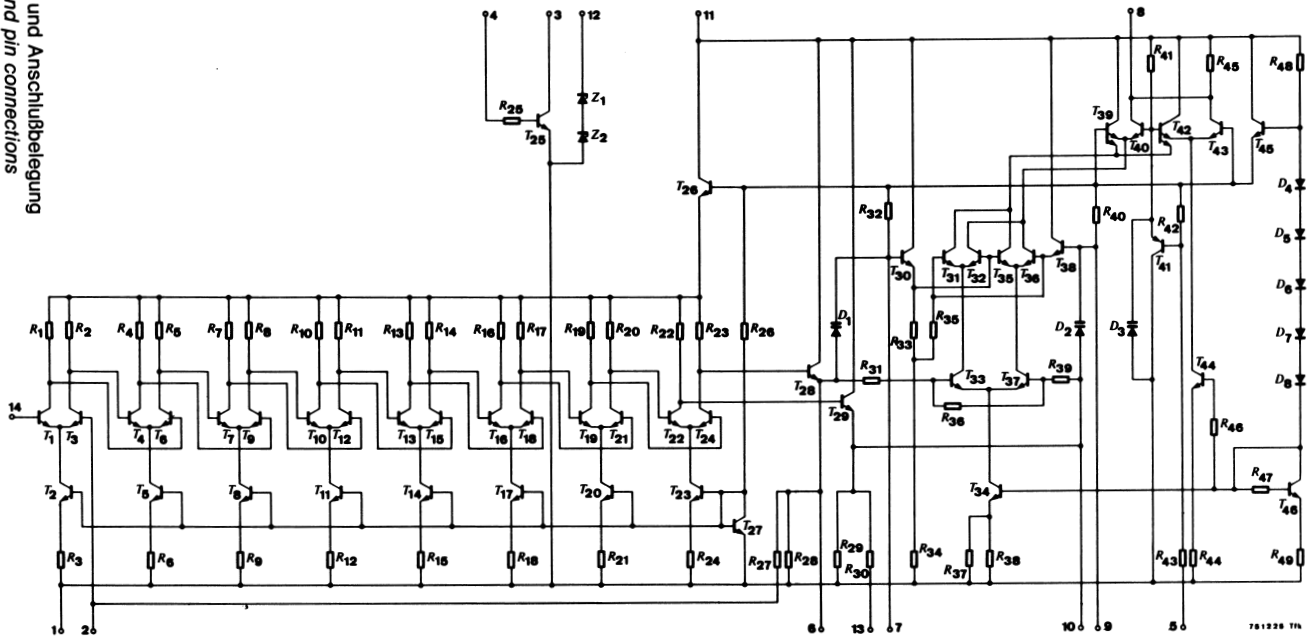 und Anschlußbelegung
nd pin connections
4 3 12 11 8
R25 T25 Z1 Z2
T26 R32 T30 T31 T32 T35 T36 T38
T39 T40 R41 T42 T43 R45 T45 R48
R40 R42 T41 D4 D5 D6 D7 D8
R1 R2 R4 R5 R7 R8 R10 R11 R13 R14 R16 R17 R19 R20 R22 R23 R26
D1 R33 R35 D2 D3
T28 R31 T33 T37 R39 T44
T29 R36 R46
14
T1 T3 T4 T6 T7 T9 T10 T12 T13 T15 T16 T18 T19 T21 T22 T24
T2 T5 T8 T11 T14 T17 T20 T23 T27 T34 R47 T46
R3 R6 R9 R12 R15 R18 R21 R24 R27 R28 R29 R30 R34 R37 R38 R43 R44 R49
1 2 6 13 7 10 9 5
751226 Tfk